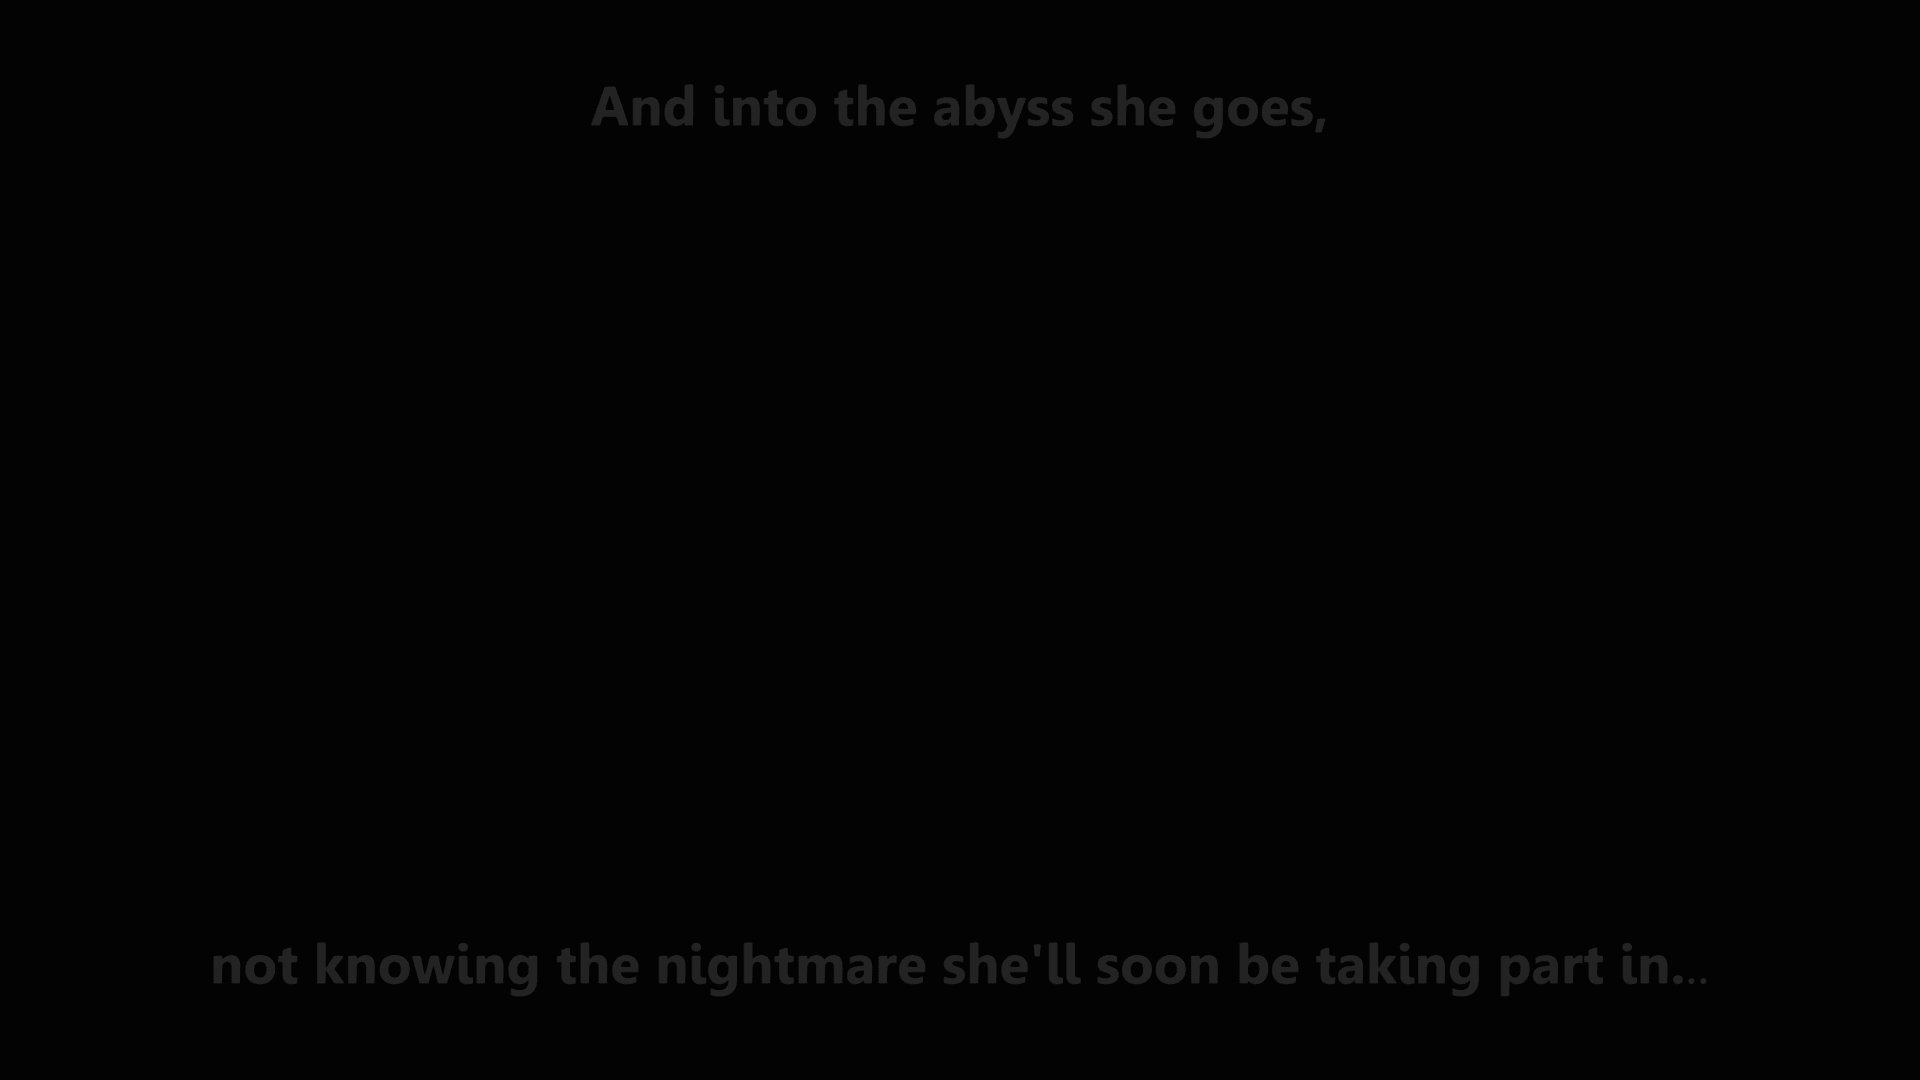 And into the abyss she goes,
not knowing the nightmare she'll soon be taking part in...